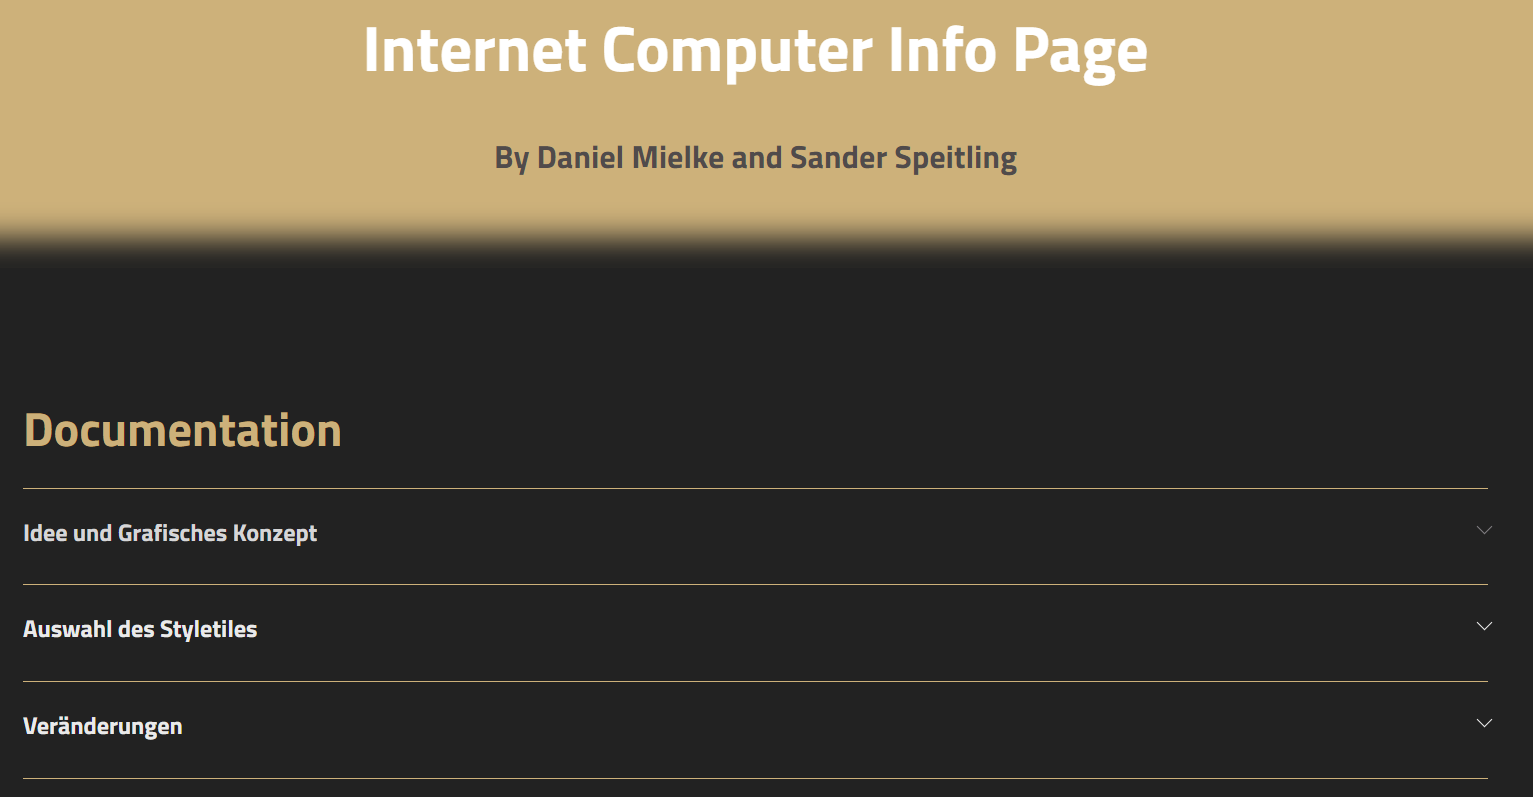 Internet Computer Info Page
By Daniel Mielke and Sander Speitling
Documentation
Idee und Grafisches Konzept
Auswahl des Styletiles
Veränderungen